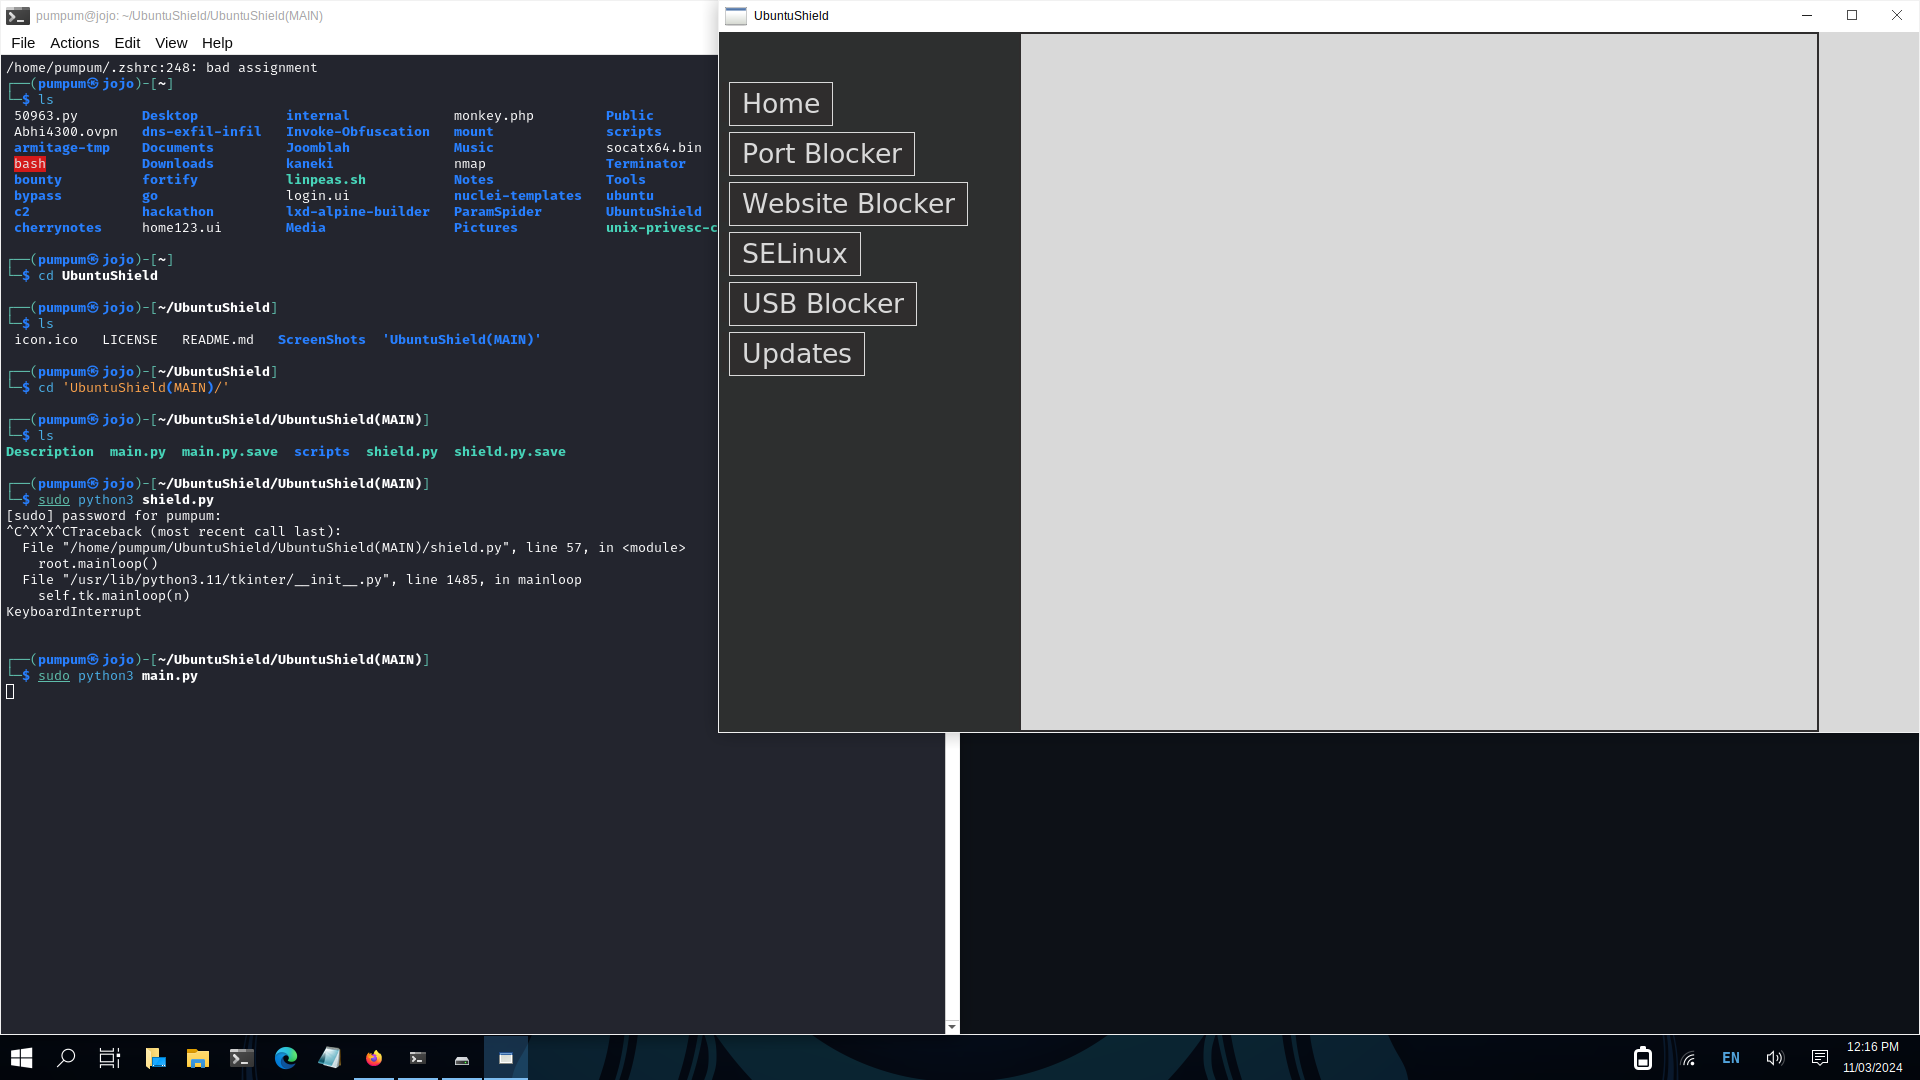 pumpum@jojo: ~/UbuntuShield/UbuntuShield(MAIN)
File Actions Edit View Help
/home/pumpum/.zshrc:248: bad assignment
┌──(pumpum㉿jojo)-[~]
└─$ ls
50963.py Desktop internal monkey.php Public
Abhi4300.ovpn dns-exfil-infil Invoke-Obfuscation mount scripts
armitage-tmp Documents Joomblah Music socatx64.bin
bash Downloads kaneki nmap Terminator
bounty fortify linpeas.sh Notes Tools
bypass go login.ui nuclei-templates ubuntu
c2 hackathon lxd-alpine-builder ParamSpider UbuntuShield
cherrynotes home123.ui Media Pictures unix-privesc-c
┌──(pumpum㉿jojo)-[~]
└─$ cd UbuntuShield
┌──(pumpum㉿jojo)-[~/UbuntuShield]
└─$ ls
icon.ico LICENSE README.md ScreenShots 'UbuntuShield(MAIN)'
┌──(pumpum㉿jojo)-[~/UbuntuShield]
└─$ cd 'UbuntuShield(MAIN)/'
┌──(pumpum㉿jojo)-[~/UbuntuShield/UbuntuShield(MAIN)]
└─$ ls
Description main.py main.py.save scripts shield.py shield.py.save
┌──(pumpum㉿jojo)-[~/UbuntuShield/UbuntuShield(MAIN)]
└─$ sudo python3 shield.py
[sudo] password for pumpum:
^C^X^X^CTraceback (most recent call last):
File "/home/pumpum/UbuntuShield/UbuntuShield(MAIN)/shield.py", line 57, in <module>
root.mainloop()
File "/usr/lib/python3.11/tkinter/__init__.py", line 1485, in mainloop
self.tk.mainloop(n)
KeyboardInterrupt
┌──(pumpum㉿jojo)-[~/UbuntuShield/UbuntuShield(MAIN)]
└─$ sudo python3 main.py
UbuntuShield
Home
Port Blocker
Website Blocker
SELinux
USB Blocker
Updates
EN
12:16 PM
11/03/2024